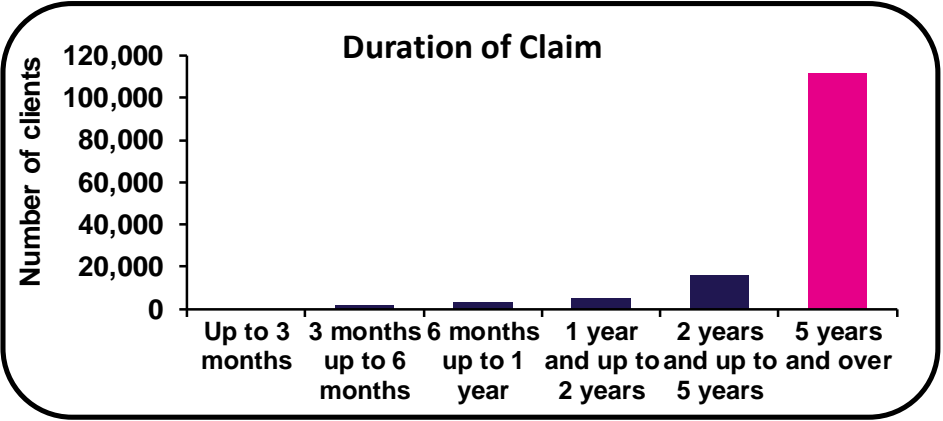 Duration of Claim
Number of clients
120,000
100,000
80,000
60,000
40,000
20,000
0
Up to 3
months
3 months
up to 6
months
6 months
up to 1
year
1 year
and up to
2 years
2 years
and up to
5 years
5 years
and over